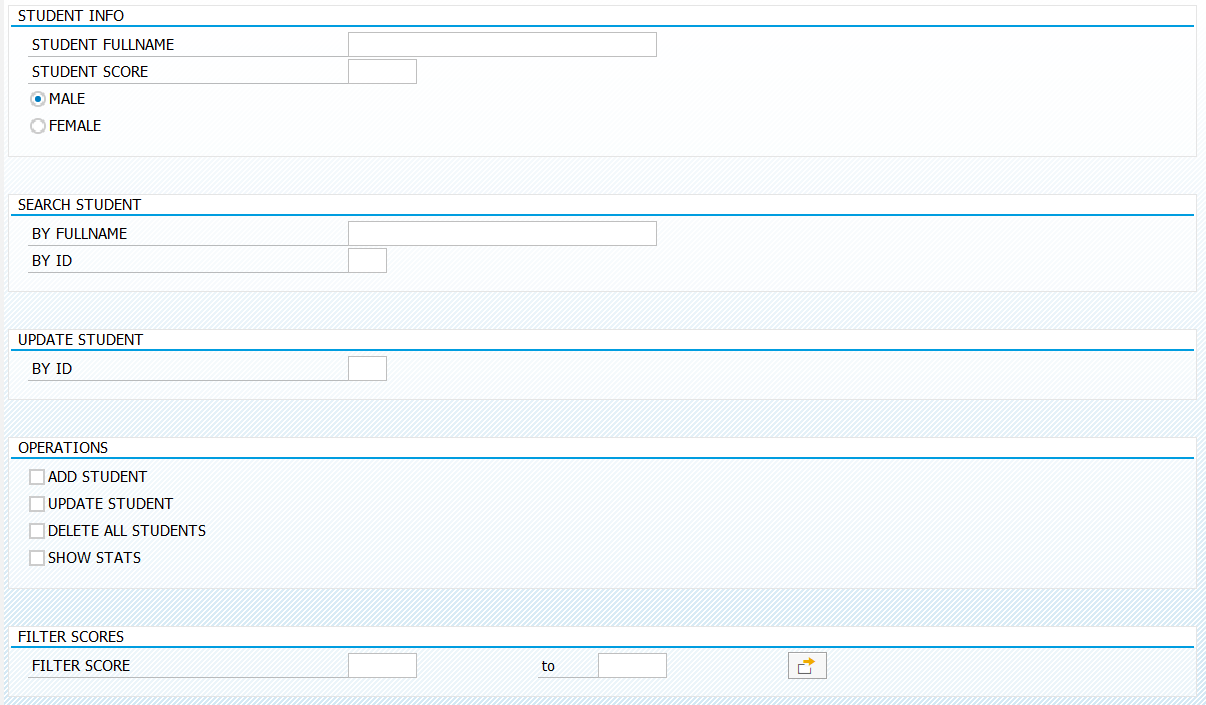 STUDENT INFO
STUDENT FULLNAME
STUDENT SCORE
MALE
FEMALE
SEARCH STUDENT
BY FULLNAME
BY ID
UPDATE STUDENT
BY ID
OPERATIONS
ADD STUDENT
UPDATE STUDENT
DELETE ALL STUDENTS
SHOW STATS
FILTER SCORES
FILTER SCORE to